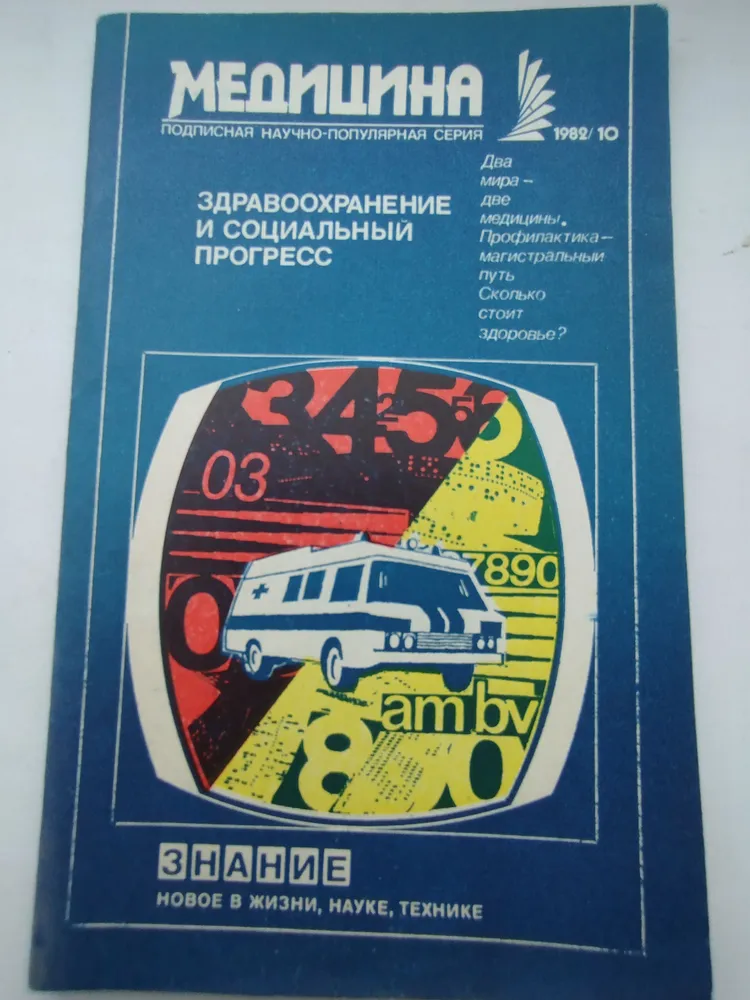 МЕДИЦИНА
ПОДПИСНАЯ НАУЧНО-ПОПУЛЯРНАЯ СЕРИЯ
1982/10
ЗДРАВООХРАНЕНИЕ
И СОЦИАЛЬНЫЙ
ПРОГРЕСС
Два
мира –
две
медицины.
Профилактика –
магистральный
путь
Сколько
стоит
здоровье?
345
03
7890
am bv
ЗНАНИЕ
НОВОЕ В ЖИЗНИ, НАУКЕ, ТЕХНИКЕ